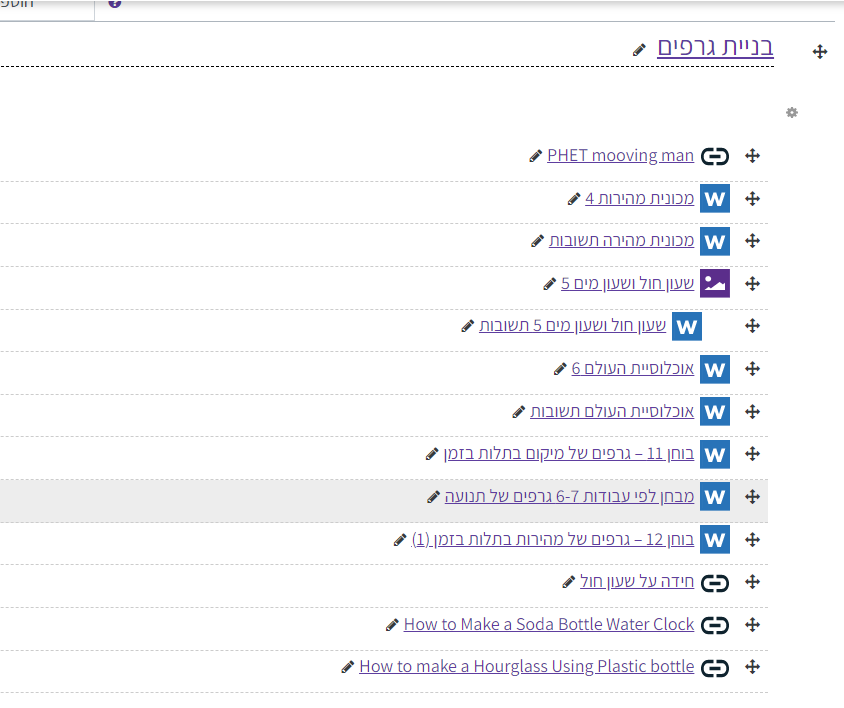 בניית גרפים
PHET mooving man
מכונית מהירות 4
מכונית מהירה תשובות
שעון חול ושעון מים 5
שעון חול ושעון מים 5 תשובות
אוכלוסיית העולם 6
אוכלוסיית העולם תשובות
בוחן 11 – גרפים של מיקום בתלות בזמן
מבחן לפי עבודות 6-7 גרפים של תנועה
בוחן 12 – גרפים של מהירות בתלות בזמן (1)
חידה על שעון חול
How to Make a Soda Bottle Water Clock
How to make a Hourglass Using Plastic bottle